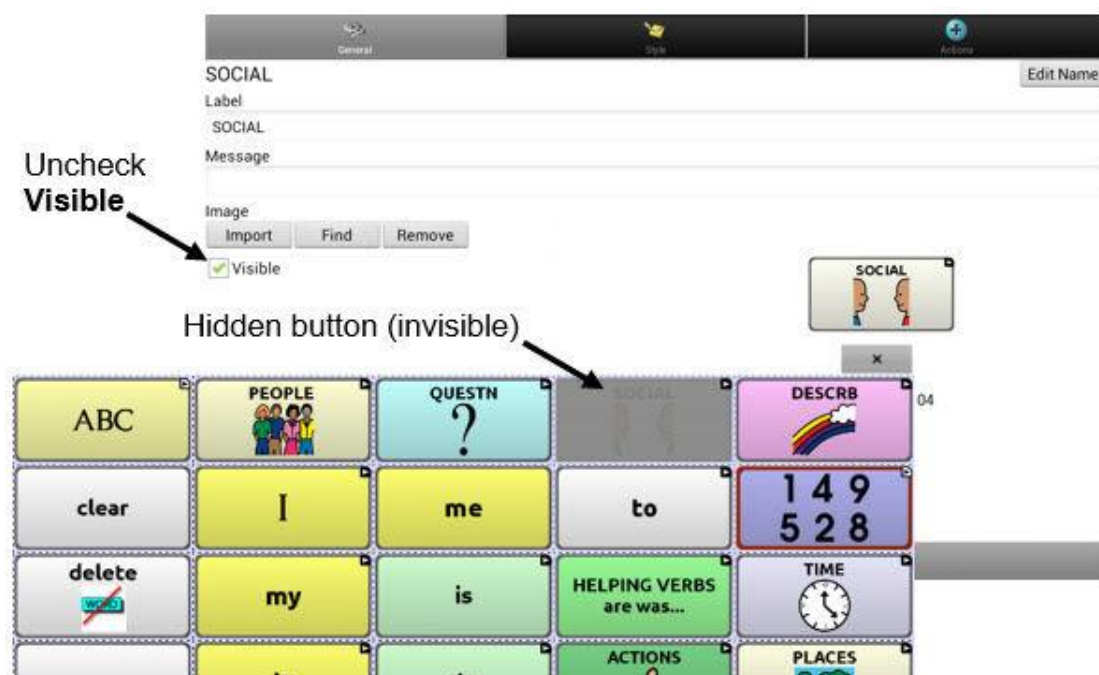 General Style Actions
SOCIAL Edit Name
Label
SOCIAL
Message
Uncheck
Visible
Image
Import Find Remove
Visible
SOCIAL
Hidden button (invisible)
×
04
ABC PEOPLE QUESTN ? SOCIAL DESCRB
clear I me to 1 4 9
5 2 8
delete
WORD
my is HELPING VERBS
are was...
TIME
ACTIONS PLACES